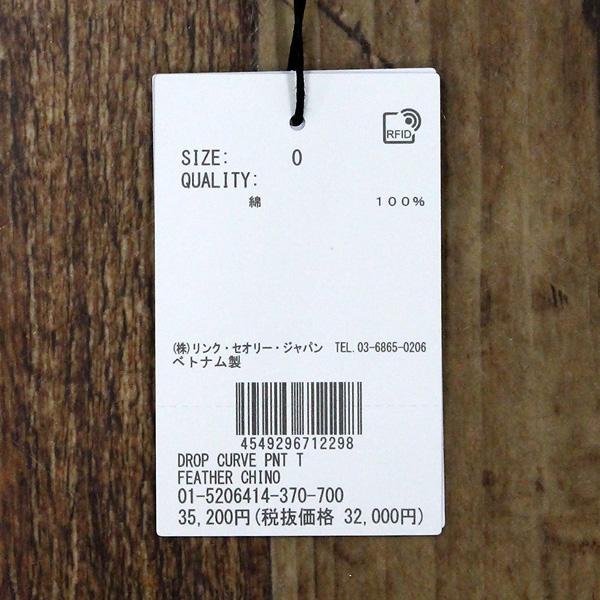 RFID
SIZE: 0
QUALITY:
綿 100%
(株)リンク・セオリー・ジャパン TEL.03-6865-0206
ベトナム製
4549296712298
DROP CURVE PNT T
FEATHER CHINO
01-5206414-370-700
35,200円(税抜価格 32,000円)